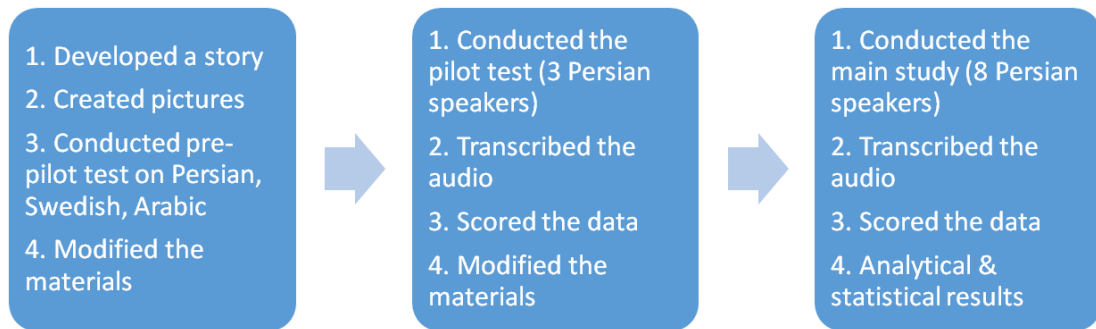 1. Developed a story
2. Created pictures
3. Conducted pre-
pilot test on Persian,
Swedish, Arabic
4. Modified the
materials
1. Conducted the
pilot test (3 Persian
speakers)
2. Transcribed the
audio
3. Scored the data
4. Modified the
materials
1. Conducted the
main study (8 Persian
speakers)
2. Transcribed the
audio
3. Scored the data
4. Analytical &
statistical results